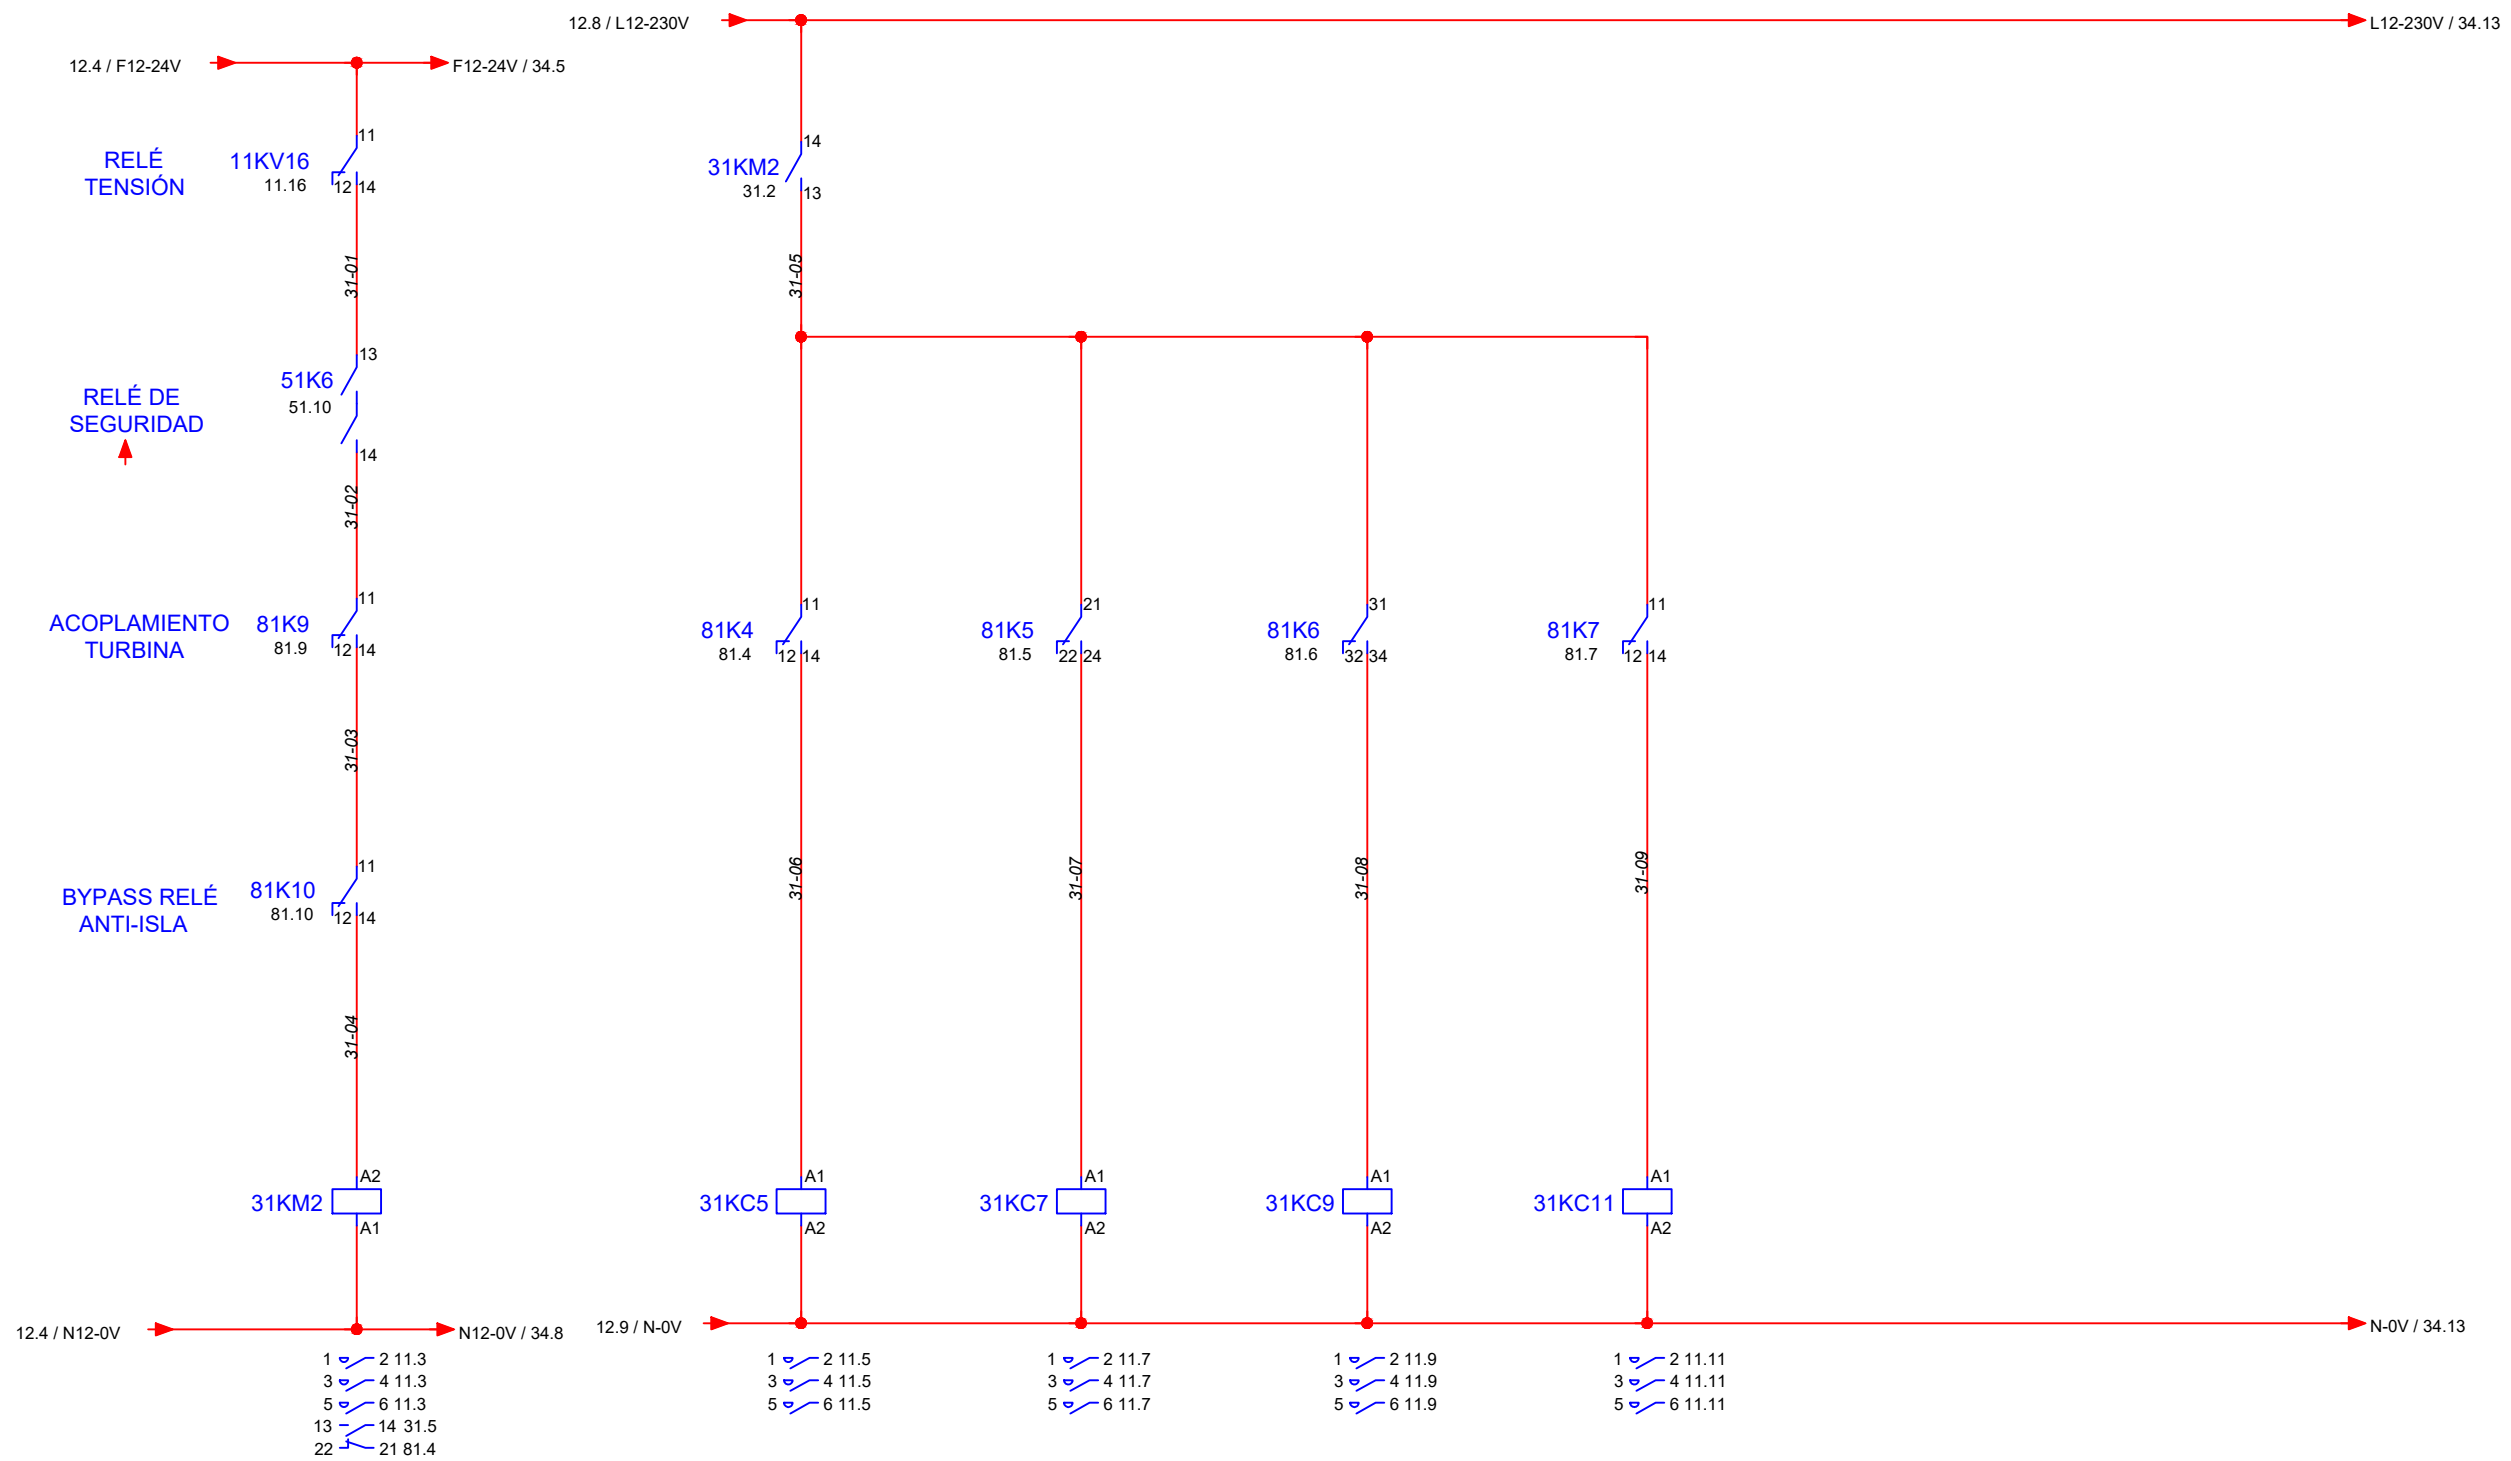 12.8 / L12-230V
L12-230V / 34.13
12.4 / F12-24V
F12-24V / 34.5
11
14
RELÉ
TENSIÓN
11KV16
11.16
12 14
31KM2
31.2
13
31-01
31-05
13
51K6
51.10
RELÉ DE
SEGURIDAD
14
31-02
11
ACOPLAMIENTO
TURBINA
81K9
81.9
12 14
11
81K4
81.4
12 14
21
81K5
81.5
22 24
31
81K6
81.6
32 34
11
81K7
81.7
12 14
31-03
11
BYPASS RELÉ
ANTI-ISLA
81K10
81.10
12 14
31-06
31-07
31-08
31-09
31-04
A2
31KM2
A1
A1
31KC5
A2
A1
31KC7
A2
A1
31KC9
A2
A1
31KC11
A2
12.4 / N12-0V
N12-0V / 34.8
12.9 / N-0V
N-0V / 34.13
1 2 11.3
3 4 11.3
5 6 11.3
13 14 31.5
22 21 81.4
1 2 11.5
3 4 11.5
5 6 11.5
1 2 11.7
3 4 11.7
5 6 11.7
1 2 11.9
3 4 11.9
5 6 11.9
1 2 11.11
3 4 11.11
5 6 11.11